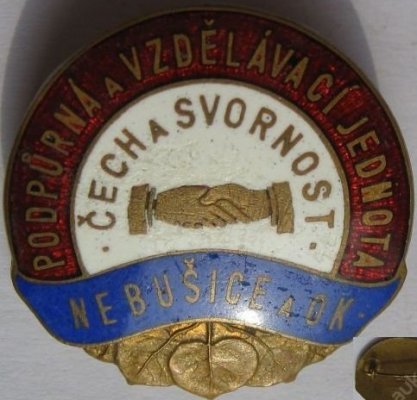 PODPŮRNÁ A VZDĚLÁVACÍ JEDNOTA
· ČECH A SVORNOST ·
NEBUŠICE A OK·